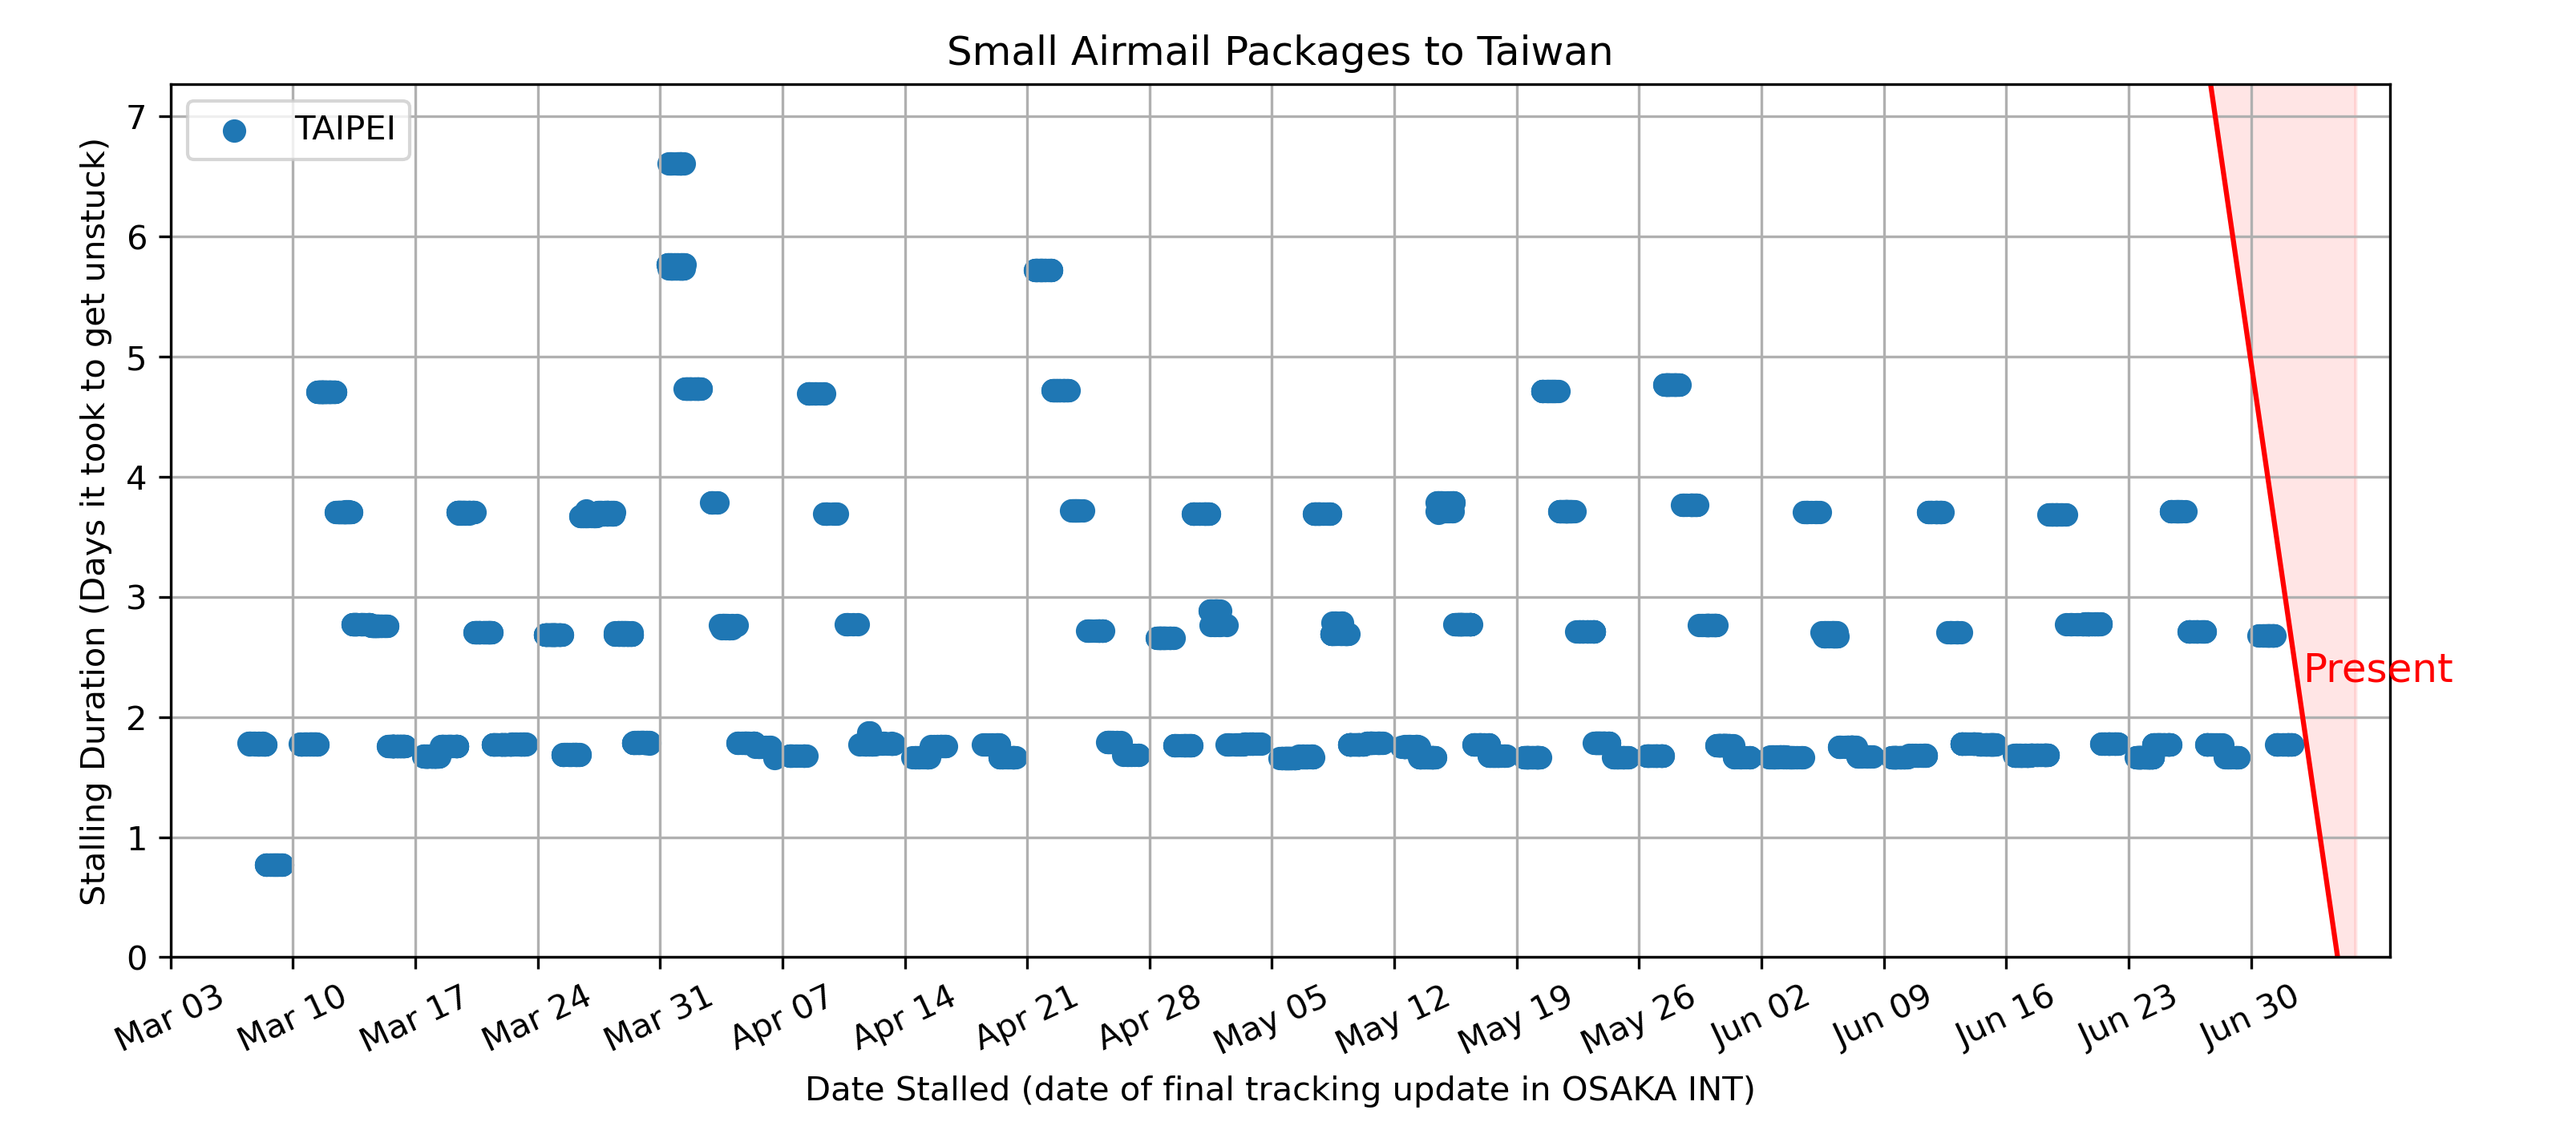 Small Airmail Packages to Taiwan
TAIPEI
Stalling Duration (Days it took to get unstuck)
7
6
5
4
3
2
1
0
Present
Mar 03
Mar 10
Mar 17
Mar 24
Mar 31
Apr 07
Apr 14
Apr 21
Apr 28
May 05
May 12
May 19
May 26
Jun 02
Jun 09
Jun 16
Jun 23
Jun 30
Date Stalled (date of final tracking update in OSAKA INT)